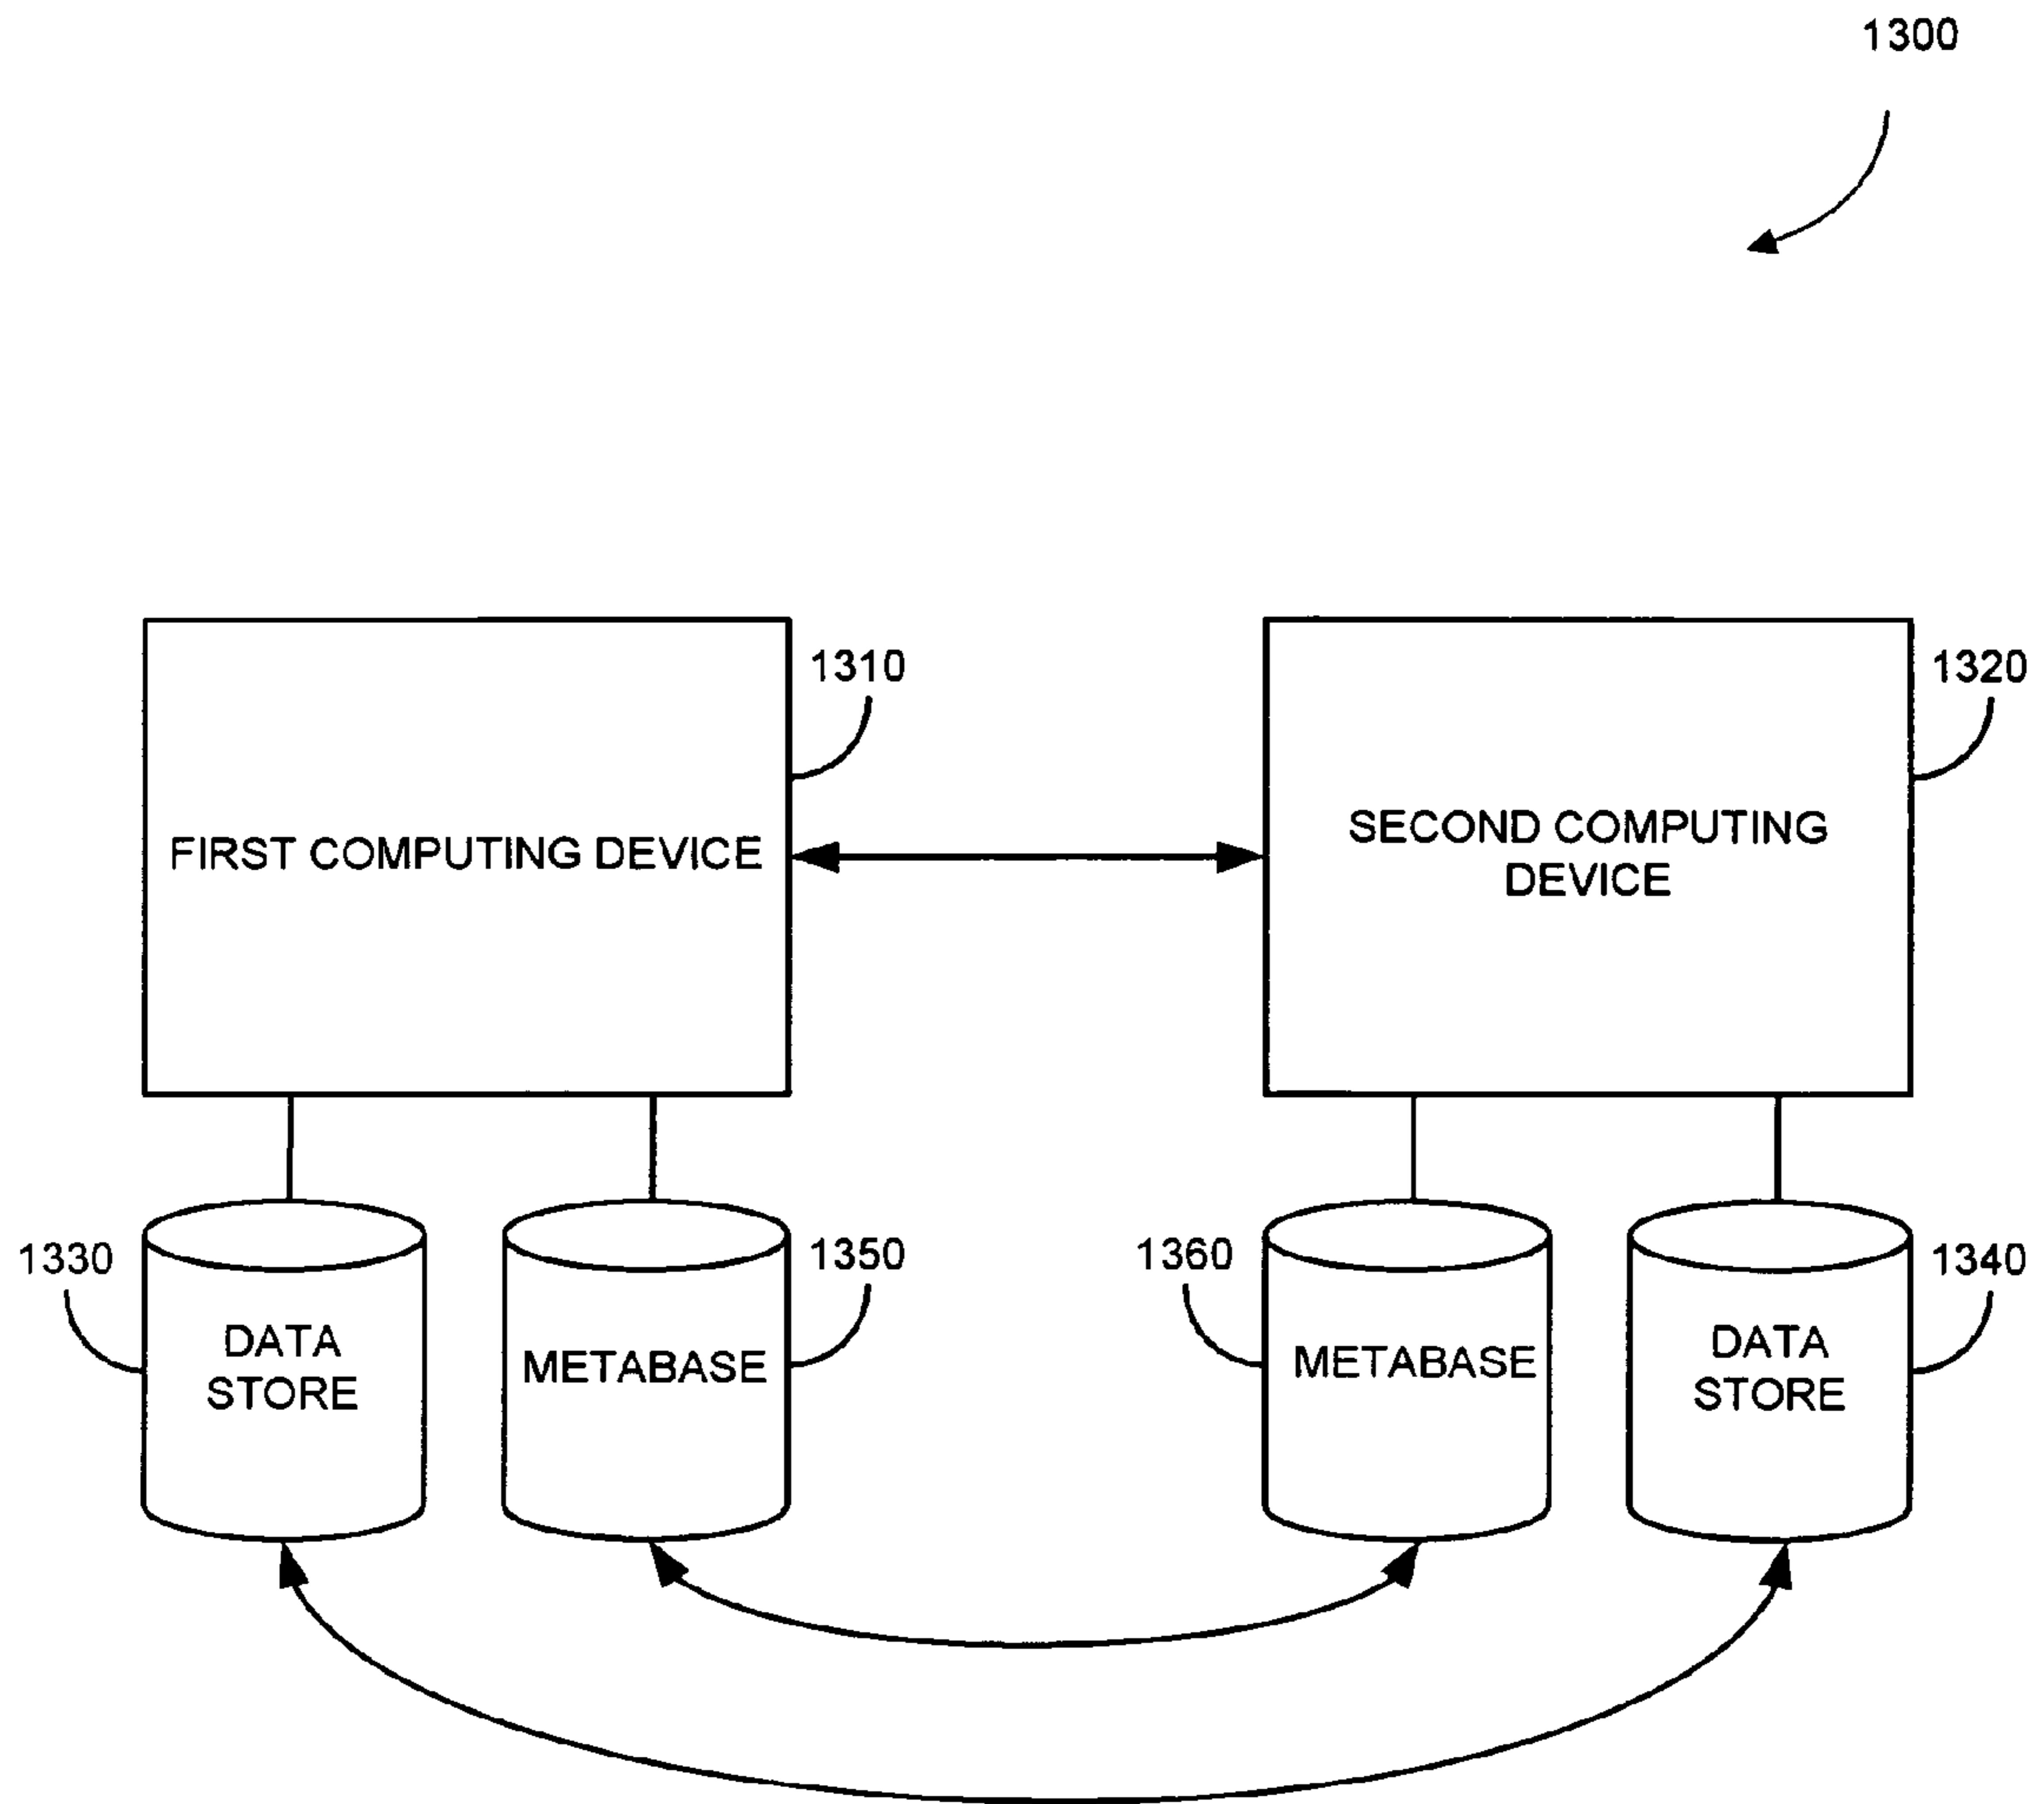 1300
1310
1320
FIRST COMPUTING DEVICE
SECOND COMPUTING
DEVICE
1330
1350
1360
1340
DATA
STORE
METABASE
METABASE
DATA
STORE